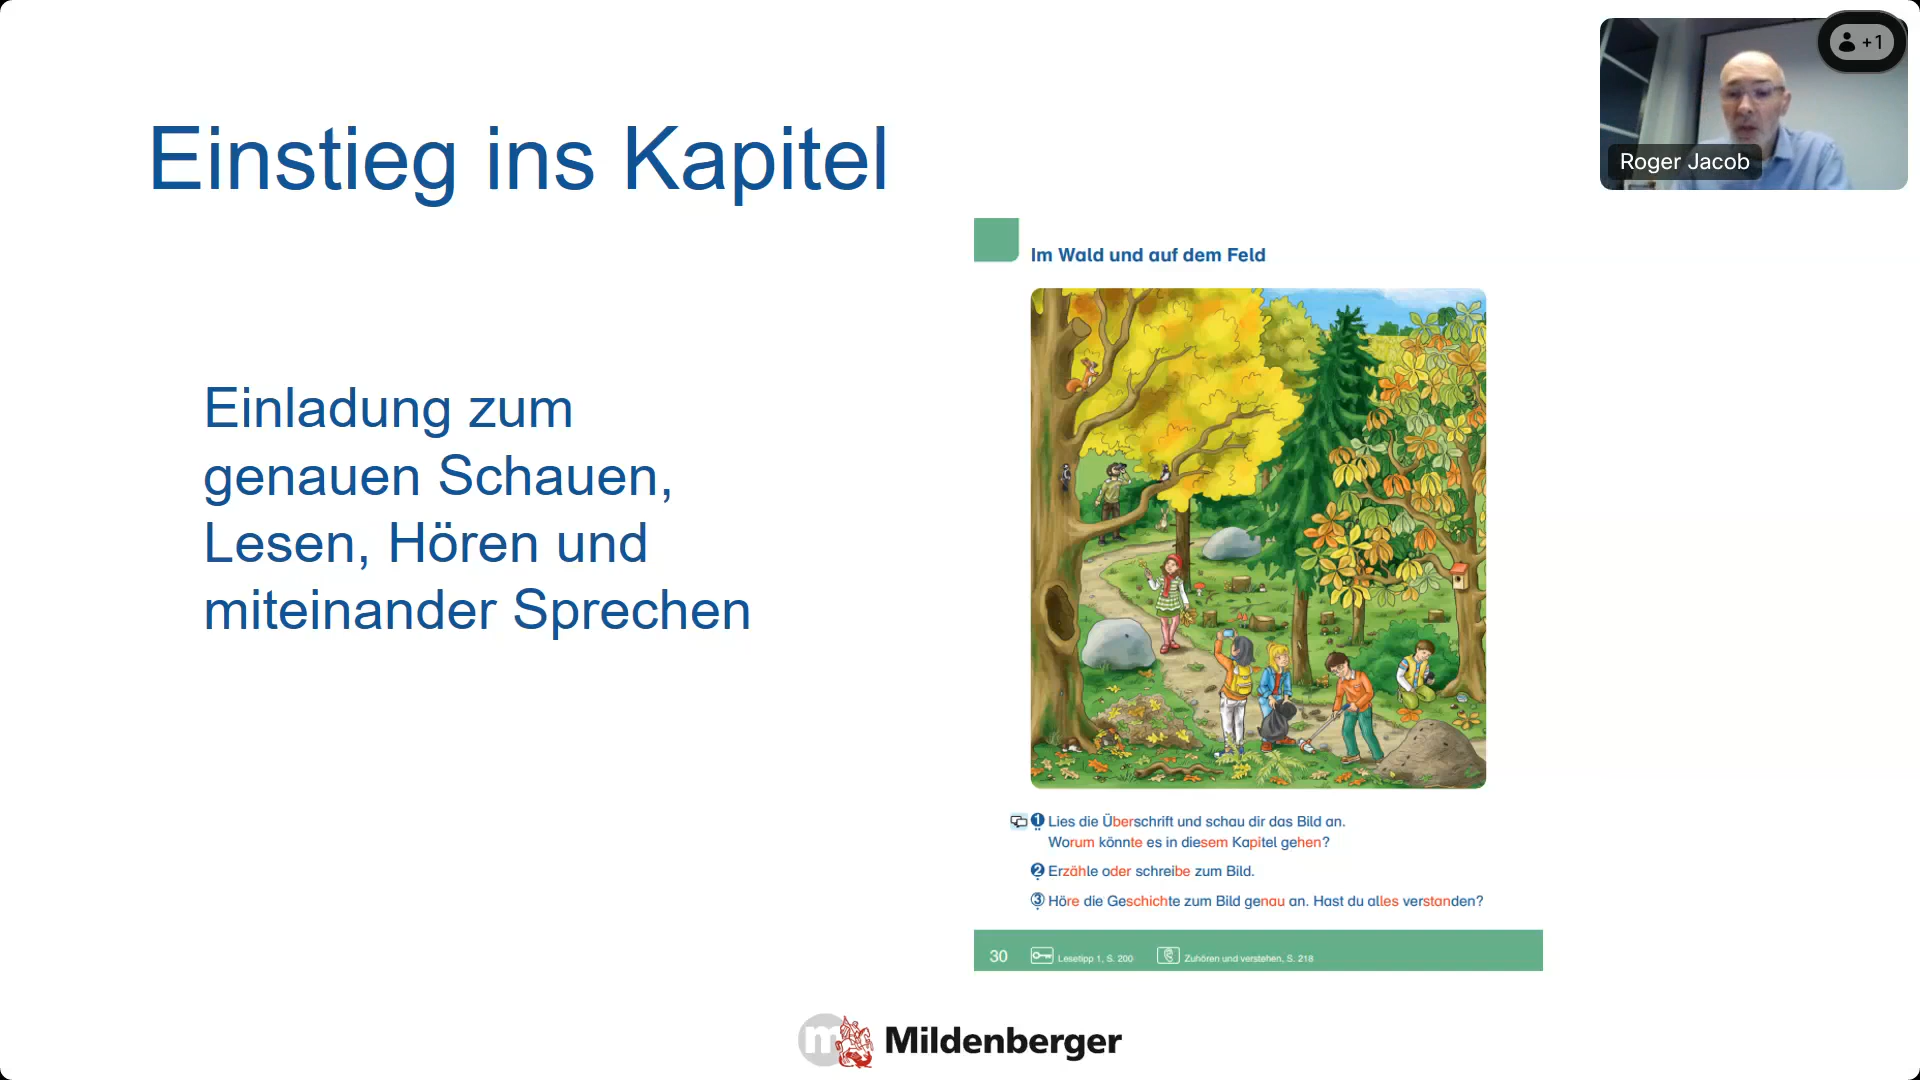 Einstieg ins Kapitel
+1
Roger Jacob
Einladung zum
genauen Schauen,
Lesen, Hören und
miteinander Sprechen
Im Wald und auf dem Feld
1 Lies die Überschrift und schau dir das Bild an.
Worum könnte es in diesem Kapitel gehen?
2 Erzähle oder schreibe zum Bild.
3 Höre die Geschichte zum Bild genau an. Hast du alles verstanden?
30 Lesetipp 1, S. 200 Zuhören und verstehen, S. 218
m Mildenberger